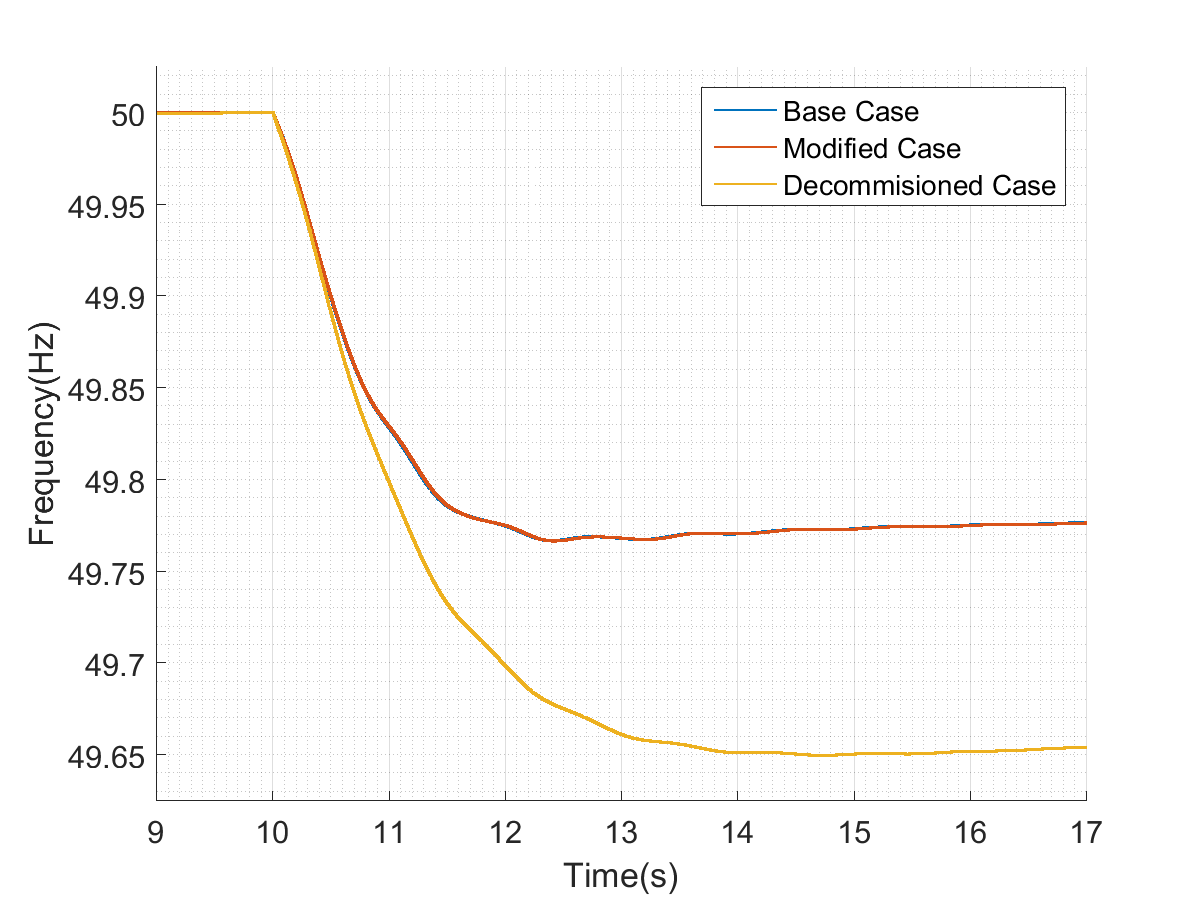 Base Case
Modified Case
Decommisioned Case
50
49.95
49.9
49.85
49.8
49.75
49.7
49.65
Frequency(Hz)
9 10 11 12 13 14 15 16 17
Time(s)